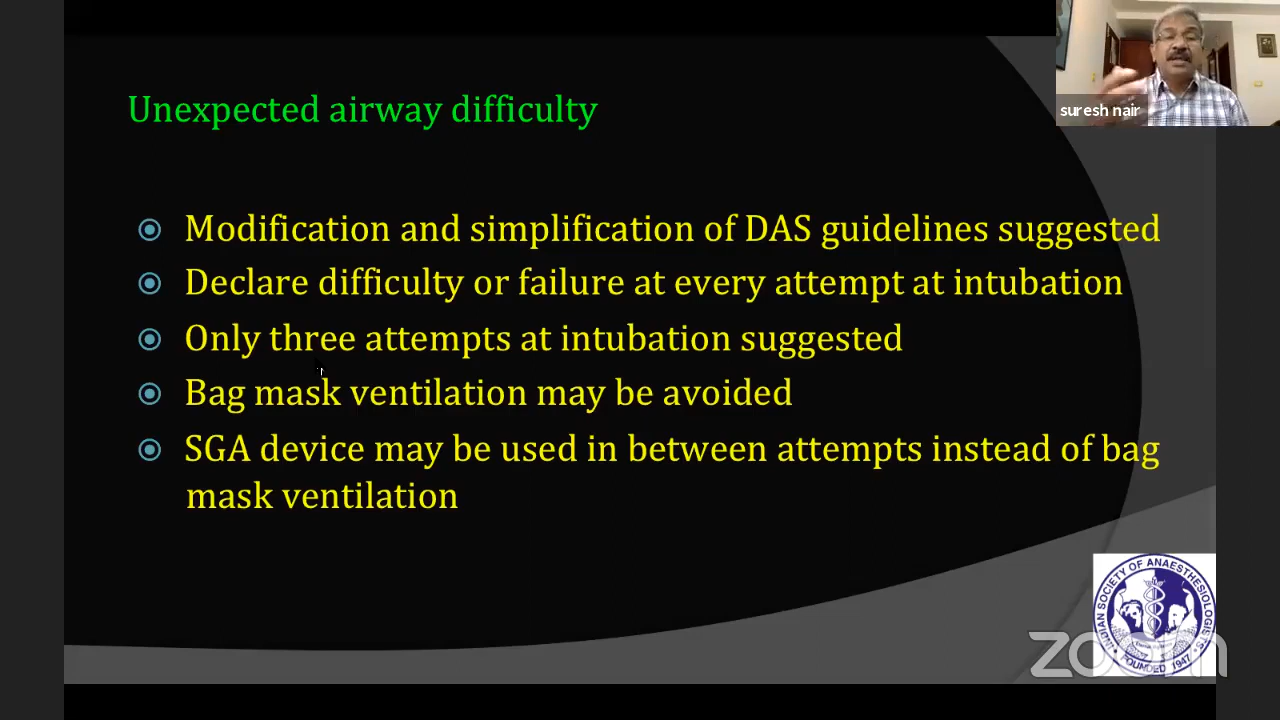 suresh nair
Unexpected airway difficulty
Modification and simplification of DAS guidelines suggested
Declare difficulty or failure at every attempt at intubation
Only three attempts at intubation suggested
Bag mask ventilation may be avoided
SGA device may be used in between attempts instead of bag
mask ventilation
INDIAN SOCIETY OF ANAESTHESIOLOGISTS
FOUNDED 1947
zoom